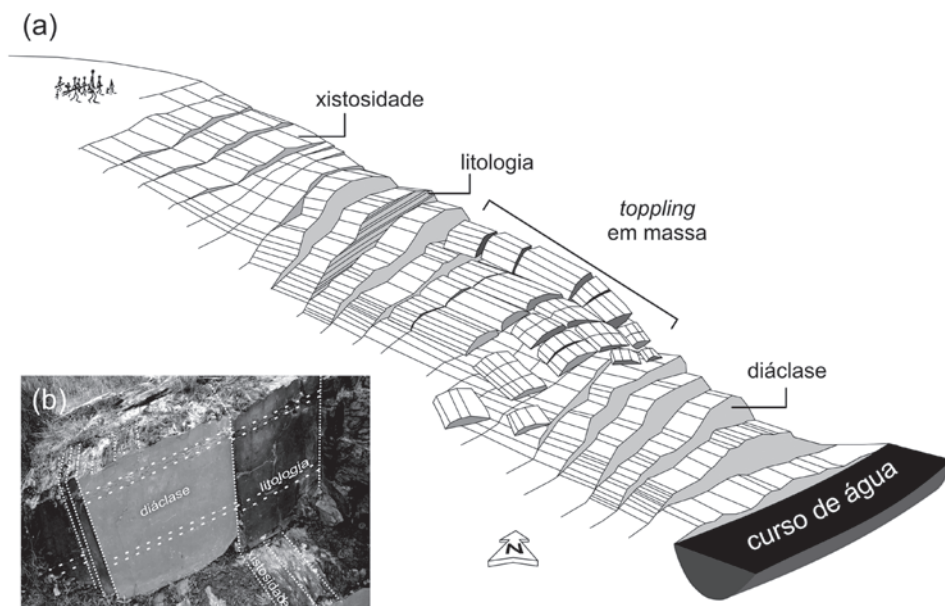 (a)
xistosidade
litologia
toppling
em massa
diáclase
curso de água
N
(b)
diáclase
litologia
xistosidade